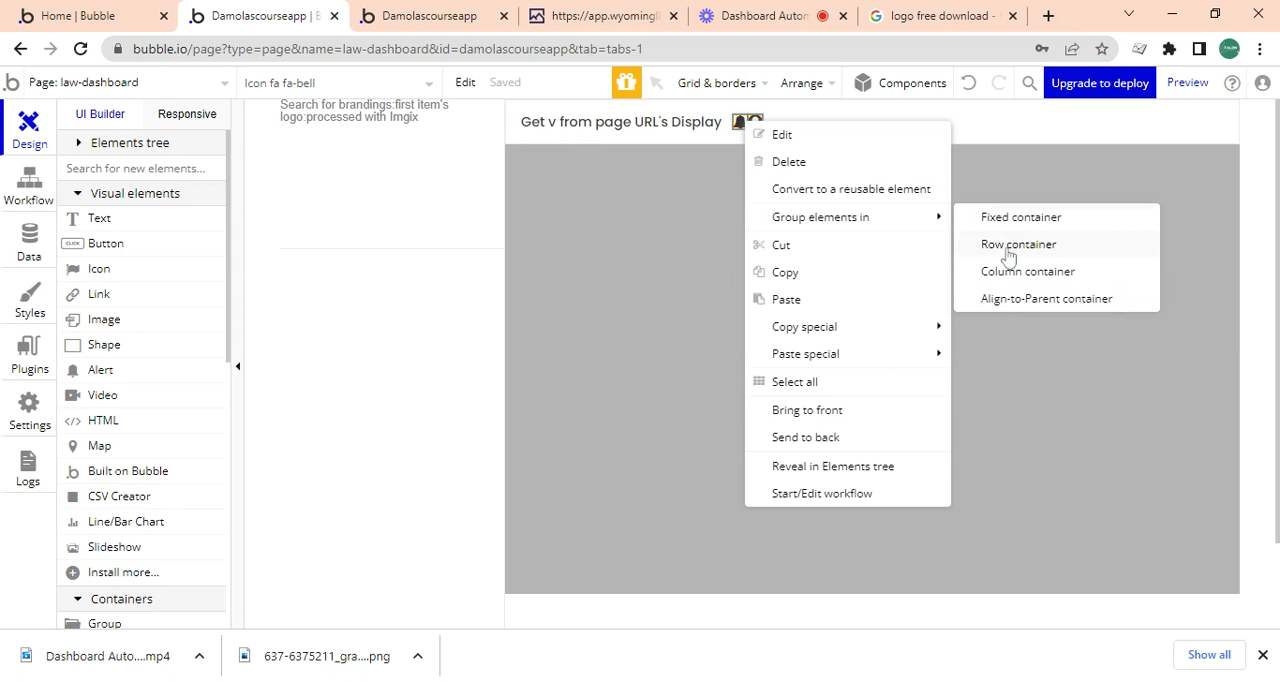 Home | Bubble
Damolascourseapp | B
Damolascourseapp
https://app.wyomingl
Dashboard Autom
logo free download -
bubble.io/page?type=page&name=law-dashboard&id=damolascourseapp&tab=tabs-1
Page: law-dashboard
Icon fa fa-bell
Edit
Saved
Grid & borders
Arrange
Components
Upgrade to deploy
Preview
Design
Workflow
Data
Styles
Plugins
Settings
Logs
UI Builder
Responsive
Elements tree
Search for new elements...
Visual elements
Text
CLICK
Button
Icon
Link
Image
Shape
Alert
Video
HTML
Map
Built on Bubble
CSV Creator
Line/Bar Chart
Slideshow
Install more...
Containers
Group
Search for brandings:first item's
logo:processed with Imgix
Get v from page URL's Display
Edit
Delete
Convert to a reusable element
Group elements in
Cut
Copy
Paste
Copy special
Paste special
Select all
Bring to front
Send to back
Reveal in Elements tree
Start/Edit workflow
Fixed container
Row container
Column container
Align-to-Parent container
Dashboard Auto....mp4
637-6375211_gra....png
Show all